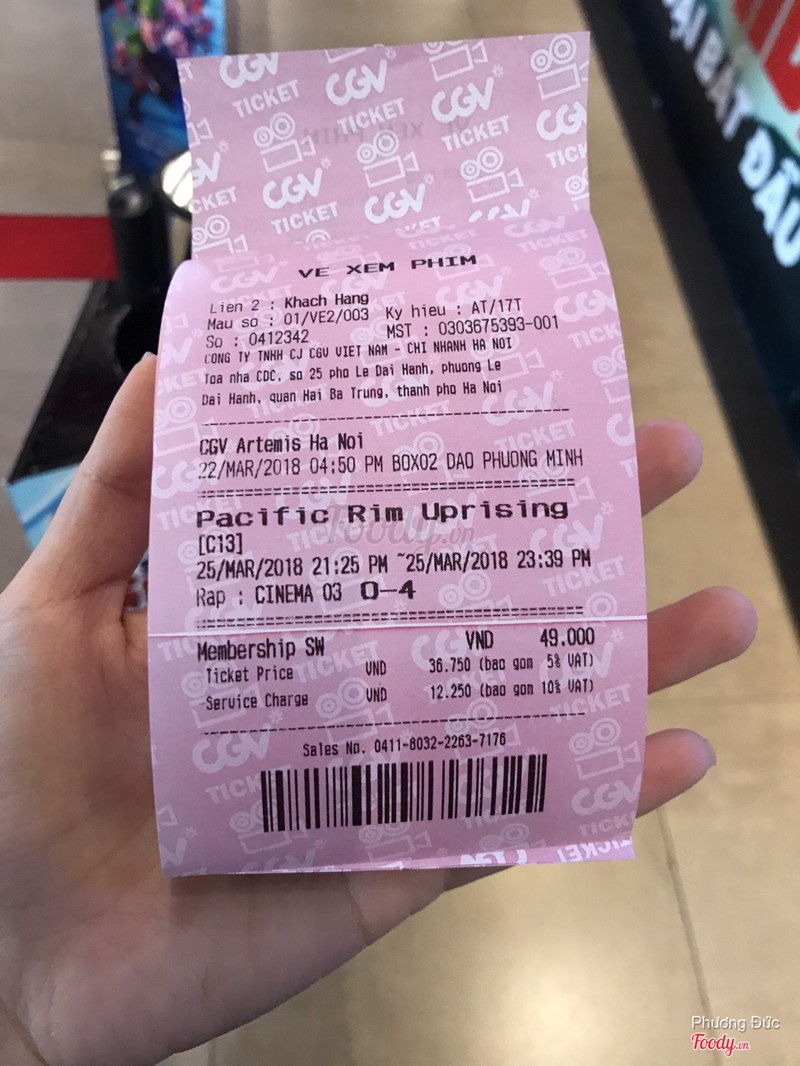 CGV TICKET
VE XEM PHIM
Lien 2 : Khach Hang
Mau so : 01/VE2/003 Ky hieu : AT/17T
So : 0412342 MST : 0303675393-001
CONG TY TNHH CJ CGV VIET NAM - CHI NHANH HA NOI
Toa nha CDC, so 25 pho Le Dai Hanh, phuong Le
Dai Hanh, quan Hai Ba Trung, thanh pho Ha Noi
CGV Artemis Ha Noi
22/MAR/2018 04:50 PM BOX02 DAO PHUONG MINH
Pacific Rim Uprising
[C13]
25/MAR/2018 21:25 PM ~25/MAR/2018 23:39 PM
Rap : CINEMA 03 O-4
Membership SW VND 49.000
Ticket Price VND 36.750 (bao gom 5% VAT)
Service Charge VND 12.250 (bao gom 10% VAT)
Sales No. 0411-8032-2263-7176
BẮT ĐẦU
Foody.vn
Phương Đức
Foody.vn